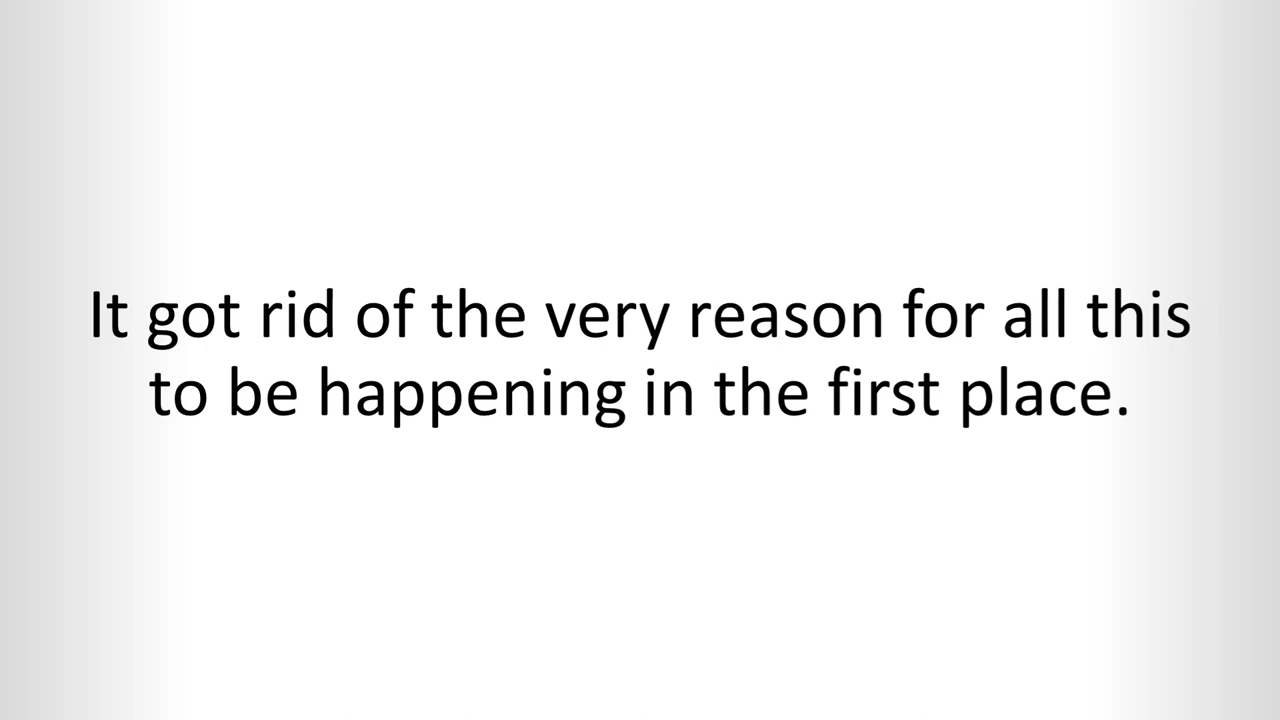 It got rid of the very reason for all this
to be happening in the first place.